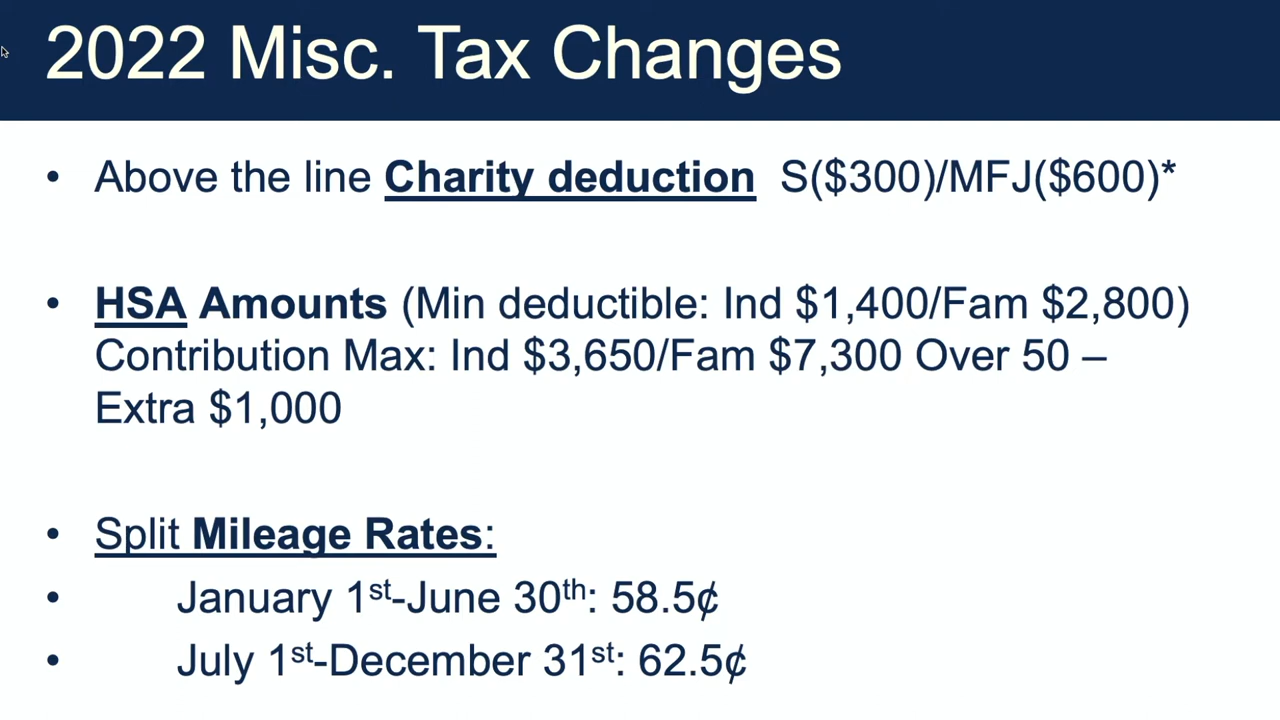 2022 Misc. Tax Changes
• Above the line Charity deduction S($300)/MFJ($600)*
• HSA Amounts (Min deductible: Ind $1,400/Fam $2,800)
Contribution Max: Ind $3,650/Fam $7,300 Over 50 –
Extra $1,000
• Split Mileage Rates:
• January 1st-June 30th: 58.5¢
• July 1st-December 31st: 62.5¢